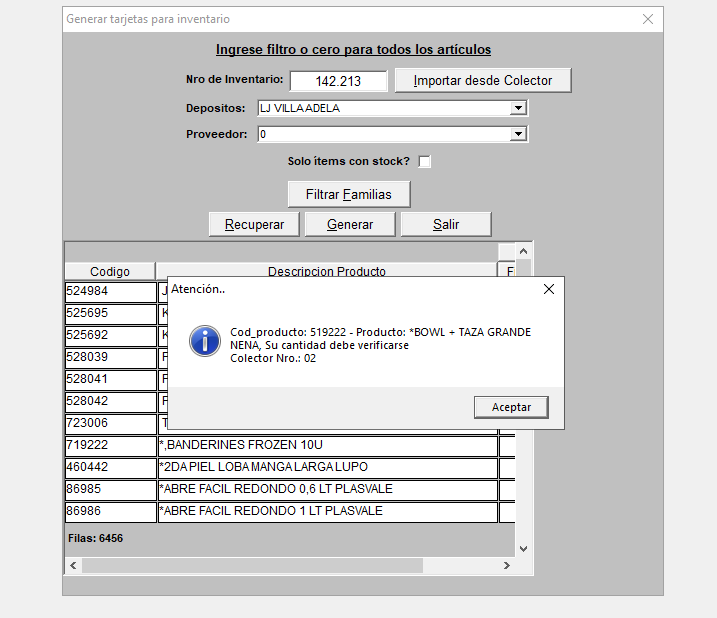 Generar tarjetas para inventario
Ingrese filtro o cero para todos los artículos
Nro de Inventario: 142.213 Importar desde Colector
Depositos: LJ VILLA ADELA
Proveedor: 0
Solo ítems con stock?
Filtrar Familias
Recuperar Generar Salir
Codigo Descripcion Producto
524984
525695
525692
528039
528041
528042
723006
Atención..
Cod_producto: 519222 - Producto: *BOWL + TAZA GRANDE
NENA, Su cantidad debe verificarse
Colector Nro.: 02
Aceptar
719222 *,BANDERINES FROZEN 10U
460442 *2DA PIEL LOBA MANGA LARGA LUPO
86985 *ABRE FACIL REDONDO 0,6 LT PLASVALE
86986 *ABRE FACIL REDONDO 1 LT PLASVALE
Filas: 6456